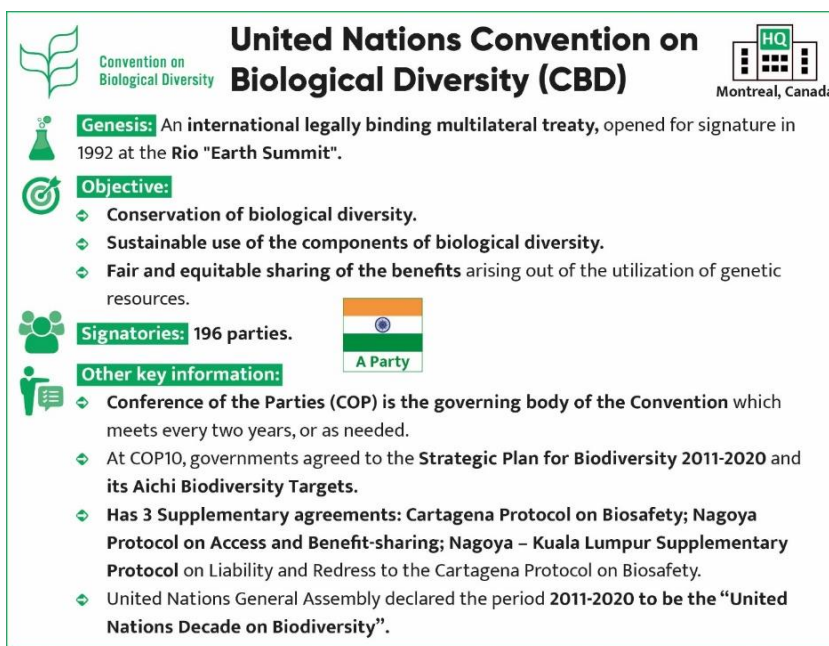 Convention on
Biological Diversity
United Nations Convention on
Biological Diversity (CBD)
HQ
Montreal, Canada
Genesis: An international legally binding multilateral treaty, opened for signature in
1992 at the Rio "Earth Summit".
Objective:
Conservation of biological diversity.
Sustainable use of the components of biological diversity.
Fair and equitable sharing of the benefits arising out of the utilization of genetic
resources.
Signatories: 196 parties.
A Party
Other key information:
Conference of the Parties (COP) is the governing body of the Convention which
meets every two years, or as needed.
At COP10, governments agreed to the Strategic Plan for Biodiversity 2011-2020 and
its Aichi Biodiversity Targets.
Has 3 Supplementary agreements: Cartagena Protocol on Biosafety; Nagoya
Protocol on Access and Benefit-sharing; Nagoya – Kuala Lumpur Supplementary
Protocol on Liability and Redress to the Cartagena Protocol on Biosafety.
United Nations General Assembly declared the period 2011-2020 to be the “United
Nations Decade on Biodiversity”.